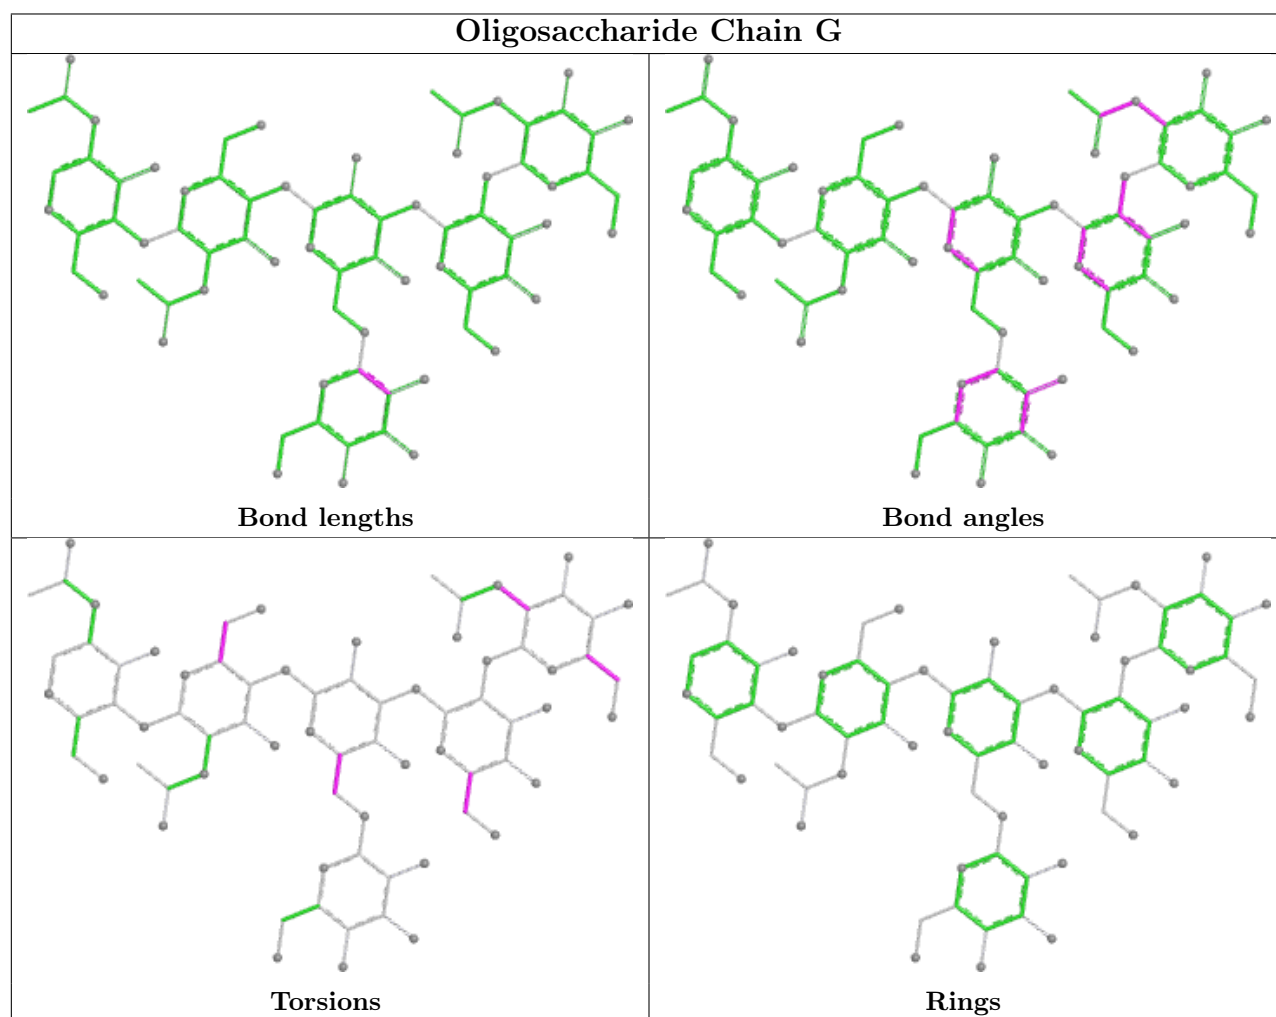 Oligosaccharide Chain G
Bond lengths
Bond angles
Torsions
Rings